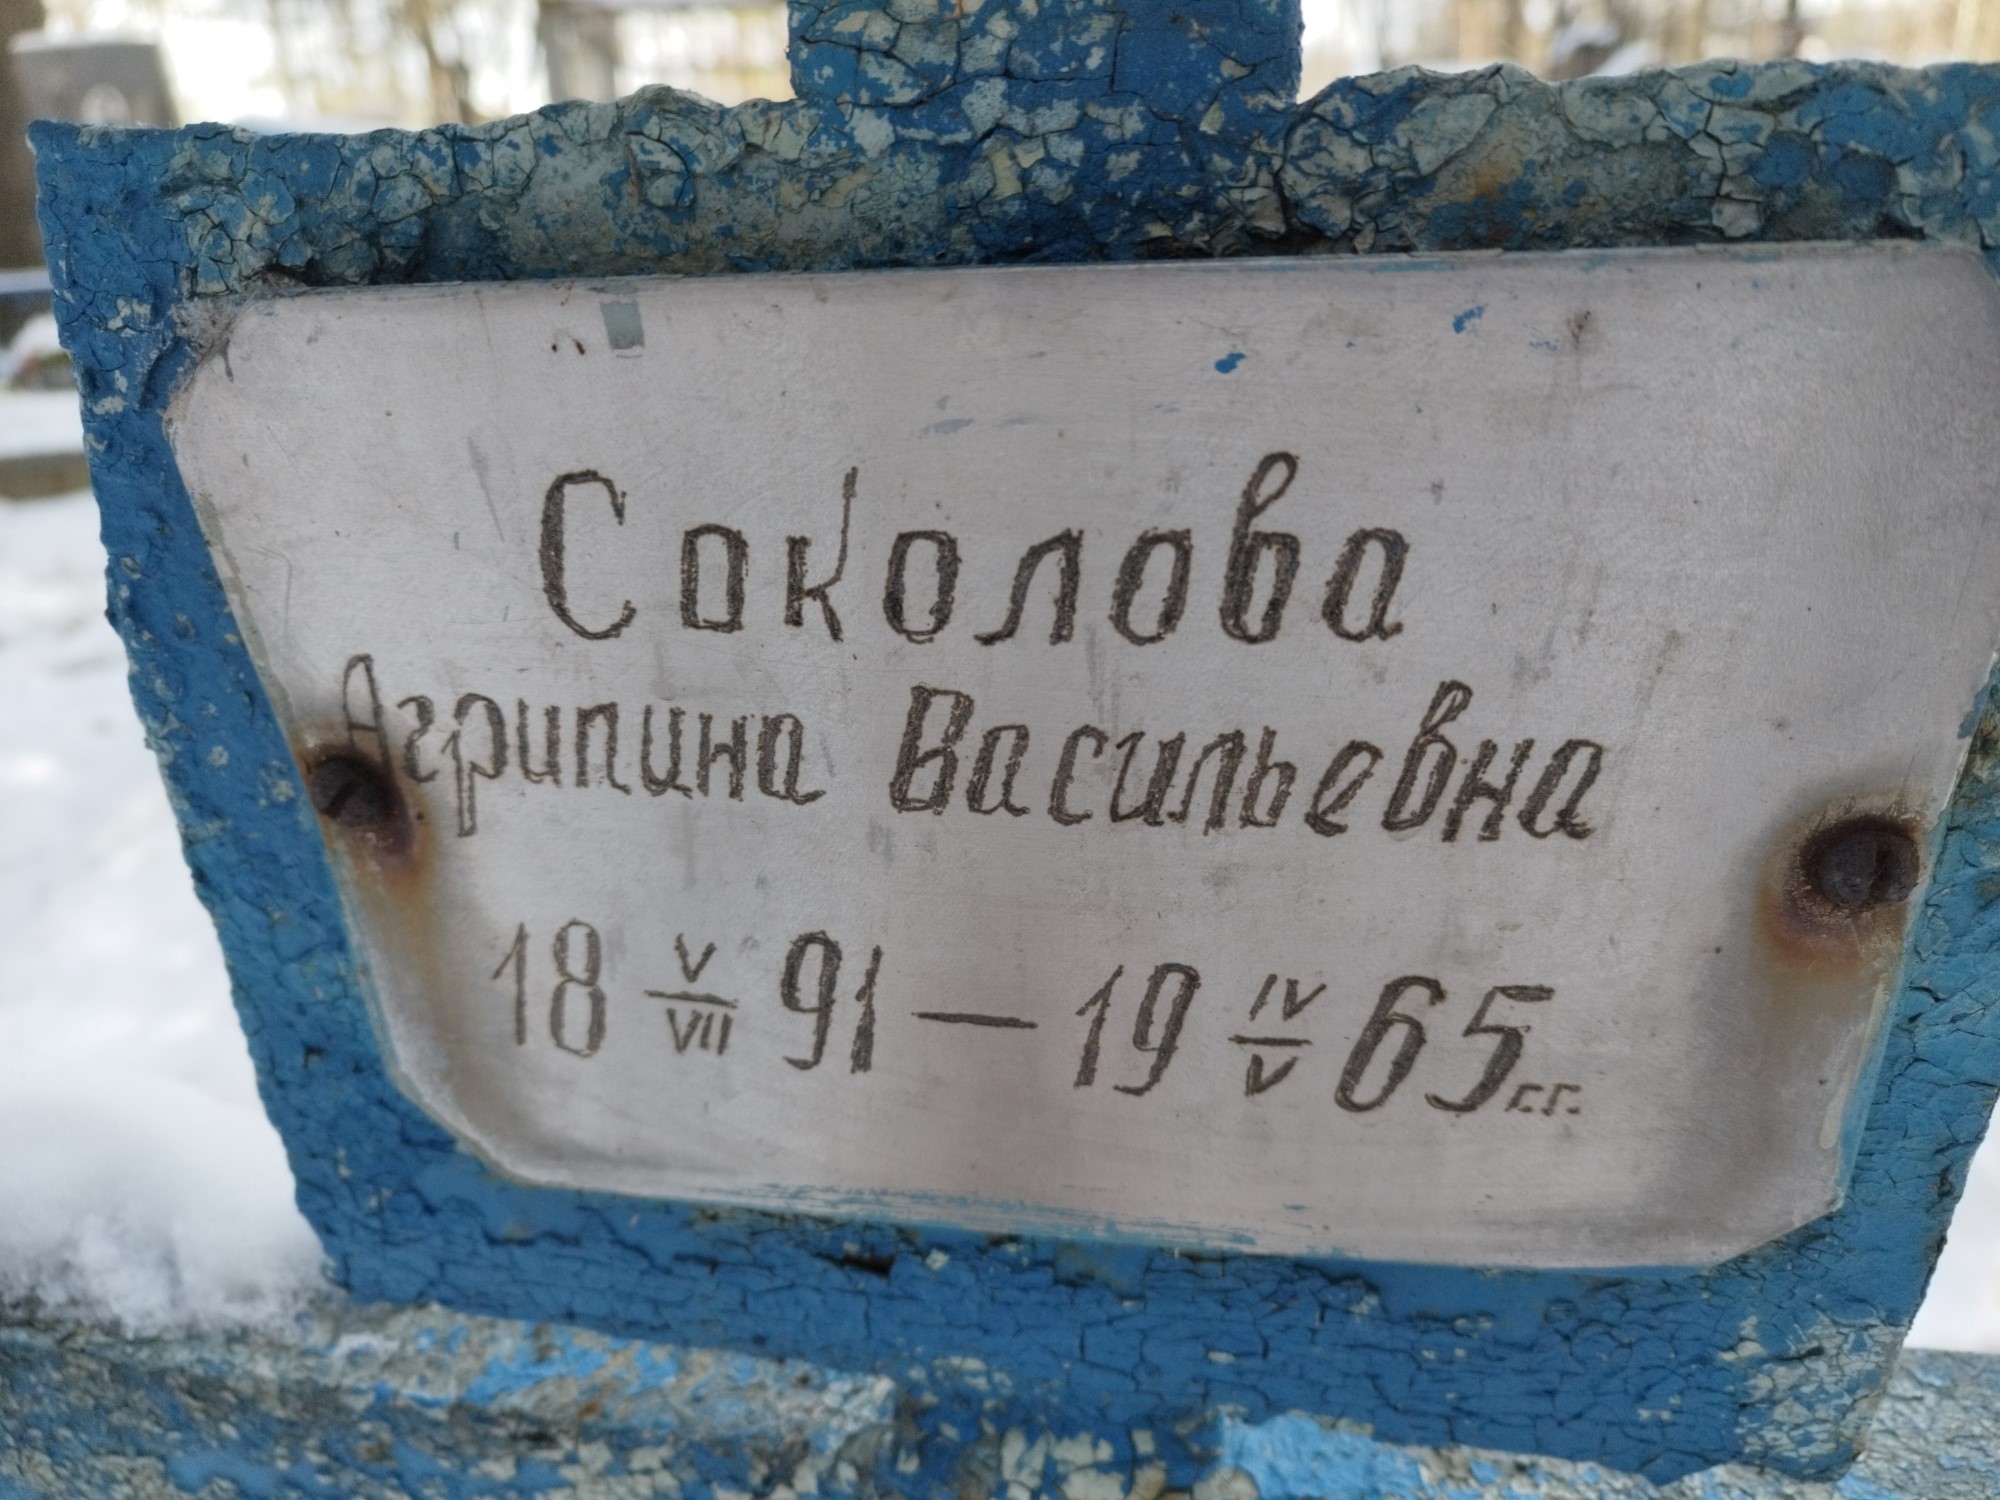 Соколова
Агрипина Васильевна
18 V/VII 91 — 19 IV/V 65 г.г.